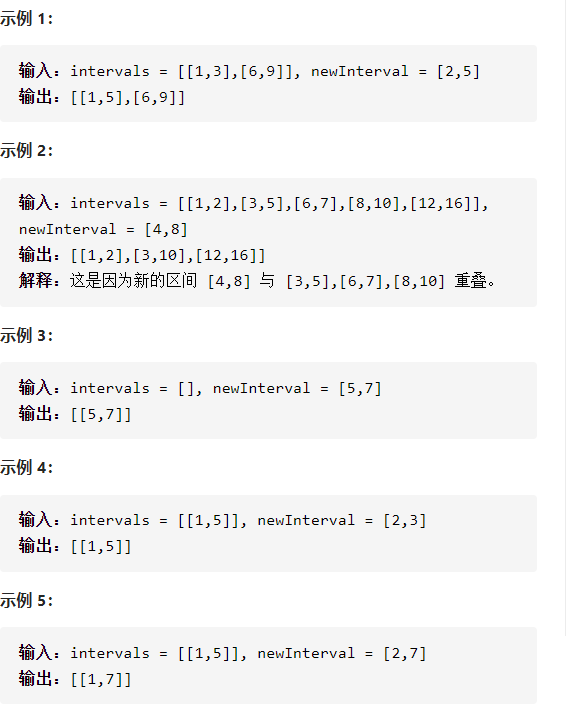 示例 1：
输入：intervals = [[1,3],[6,9]], newInterval = [2,5]
输出：[[1,5],[6,9]]
示例 2：
输入：intervals = [[1,2],[3,5],[6,7],[8,10],[12,16]],
newInterval = [4,8]
输出：[[1,2],[3,10],[12,16]]
解释：这是因为新的区间 [4,8] 与 [3,5],[6,7],[8,10] 重叠。
示例 3：
输入：intervals = [], newInterval = [5,7]
输出：[[5,7]]
示例 4：
输入：intervals = [[1,5]], newInterval = [2,3]
输出：[[1,5]]
示例 5：
输入：intervals = [[1,5]], newInterval = [2,7]
输出：[[1,7]]